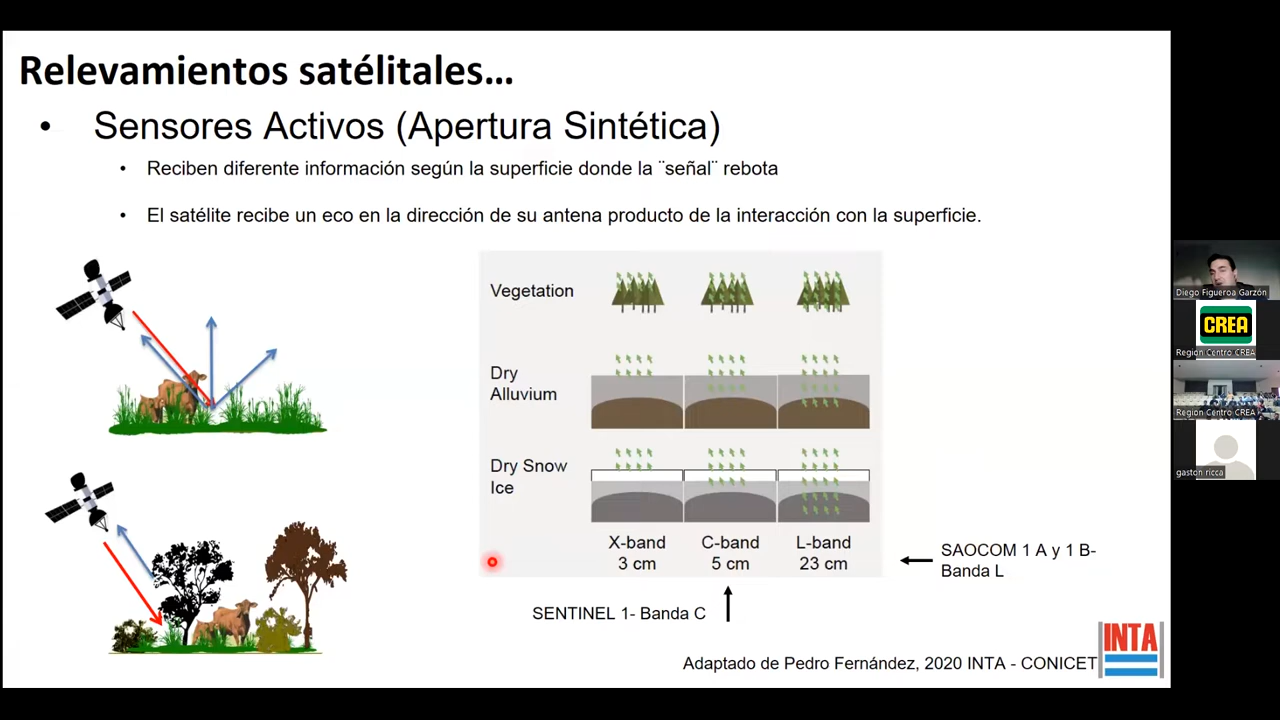 Relevamientos satélitales...
• Sensores Activos (Apertura Sintética)
• Reciben diferente información según la superficie donde la ¨señal¨ rebota
• El satélite recibe un eco en la dirección de su antena producto de la interacción con la superficie.
Vegetation
Dry
Alluvium
Dry Snow
Ice
X-band
3 cm
C-band
5 cm
L-band
23 cm
SAOCOM 1 A y 1 B-
Banda L
SENTINEL 1- Banda C
Adaptado de Pedro Fernández, 2020 INTA - CONICET
INTA
Diego Figueroa Garzón
CREA
Region Centro CREA
Region Centro CREA
gaston ricca